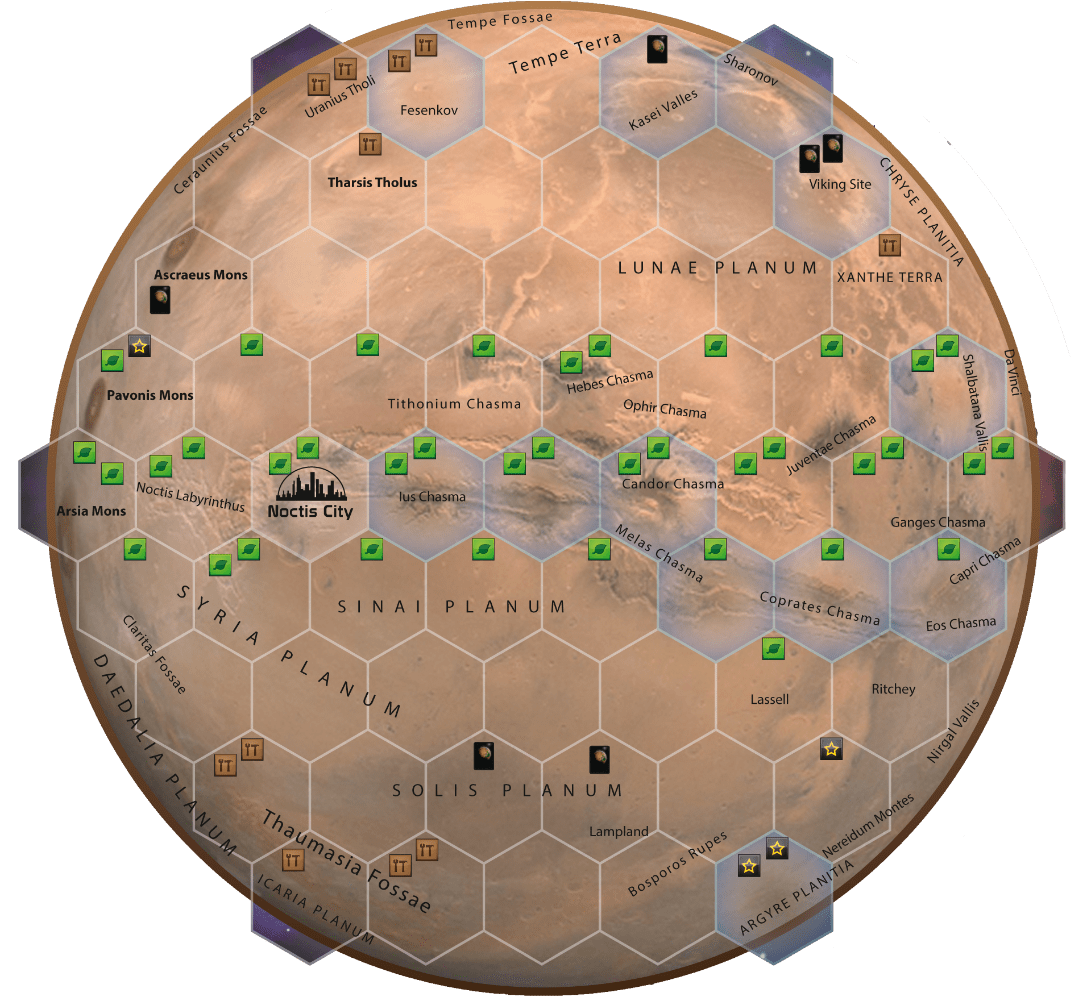 Tempe Fossae
Tempe Terra
Sharonov
Uranius Tholi
Fesenkov
Kasei Valles
Ceraunius Fossae
Tharsis Tholus
Viking Site
CHRYSE PLANITIA
Ascraeus Mons
LUNAE PLANUM
XANTHE TERRA
Pavonis Mons
Hebes Chasma
Shalbatana Vallis
Da Vinci
Tithonium Chasma
Ophir Chasma
Juventae Chasma
Noctis Labyrinthus
Ius Chasma
Candor Chasma
Arsia Mons
Noctis City
Ganges Chasma
Melas Chasma
Capri Chasma
SYRIA PLANUM
SINAI PLANUM
Coprates Chasma
Eos Chasma
Claritas Fossae
Lassell
Ritchey
DAEDALIA PLANUM
Nirgal Vallis
SOLIS PLANUM
Lampland
Thaumasia Fossae
Bosporos Rupes
Nereidum Montes
ICARIA PLANUM
ARGYRE PLANITIA